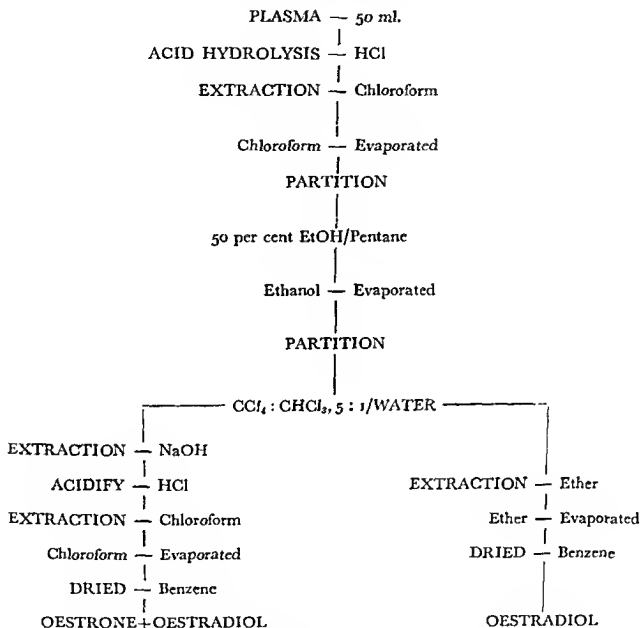 PLASMA — 50 ml.
ACID HYDROLYSIS — HCl
EXTRACTION — Chloroform
Chloroform — Evaporated
PARTITION
50 per cent EtOH/Pentane
Ethanol — Evaporated
PARTITION
CCl₄ : CHCl₃, 5 : 1/WATER
EXTRACTION — NaOH
ACIDIFY — HCl
EXTRACTION — Chloroform
Chloroform — Evaporated
DRIED — Benzene
OESTRONE+OESTRADIOL
EXTRACTION — Ether
Ether — Evaporated
DRIED — Benzene
OESTRADIOL